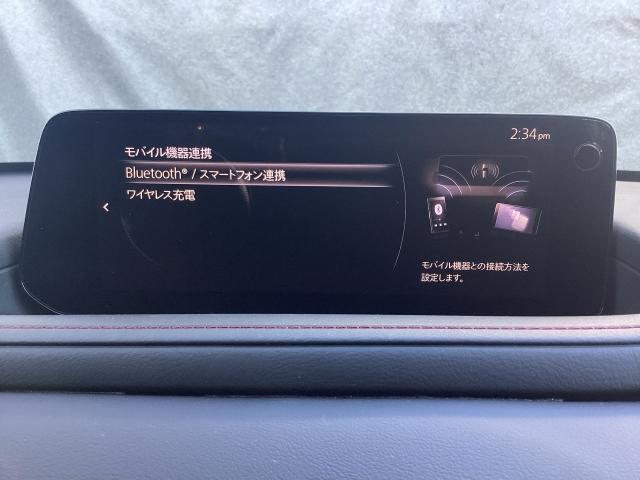 2:34pm
モバイル機器連携
Bluetooth® / スマートフォン連携
ワイヤレス充電
モバイル機器との接続方法を
設定します。